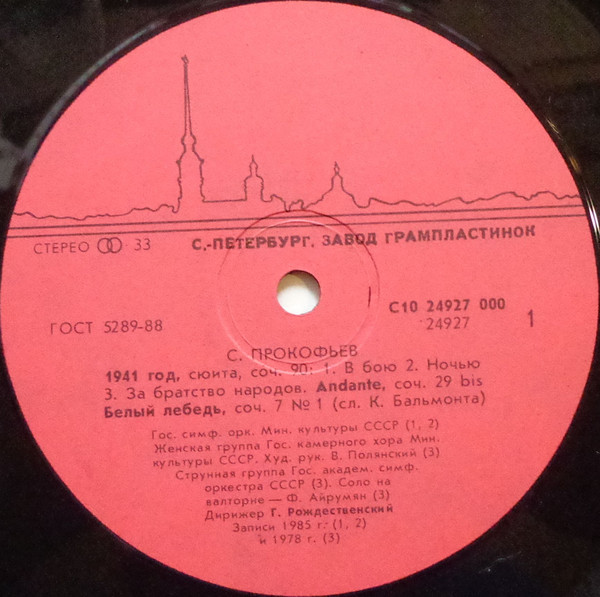 СТЕРЕО 33
С.-ПЕТЕРБУРГ. ЗАВОД ГРАМПЛАСТИНОК
ГОСТ 5289-88
С10 24927 000
24927
1
С. ПРОКОФЬЕВ
1941 год, сюита, соч. 90: 1. В бою 2. Ночью
3. За братство народов. Andante, соч. 29 bis
Белый лебедь, соч. 7 № 1 (сл. К. Бальмонта)
Гос. симф. орк. Мин. культуры СССР (1, 2)
Женская группа Гос. камерного хора Мин.
культуры СССР. Худ. рук. В. Полянский (3)
Струнная группа Гос. академ. симф.
оркестра СССР (3). Соло на
валторне — Ф. Айрумян (3)
Дирижер Г. Рождественский
Записи 1985 г. (1, 2)
и 1978 г. (3)